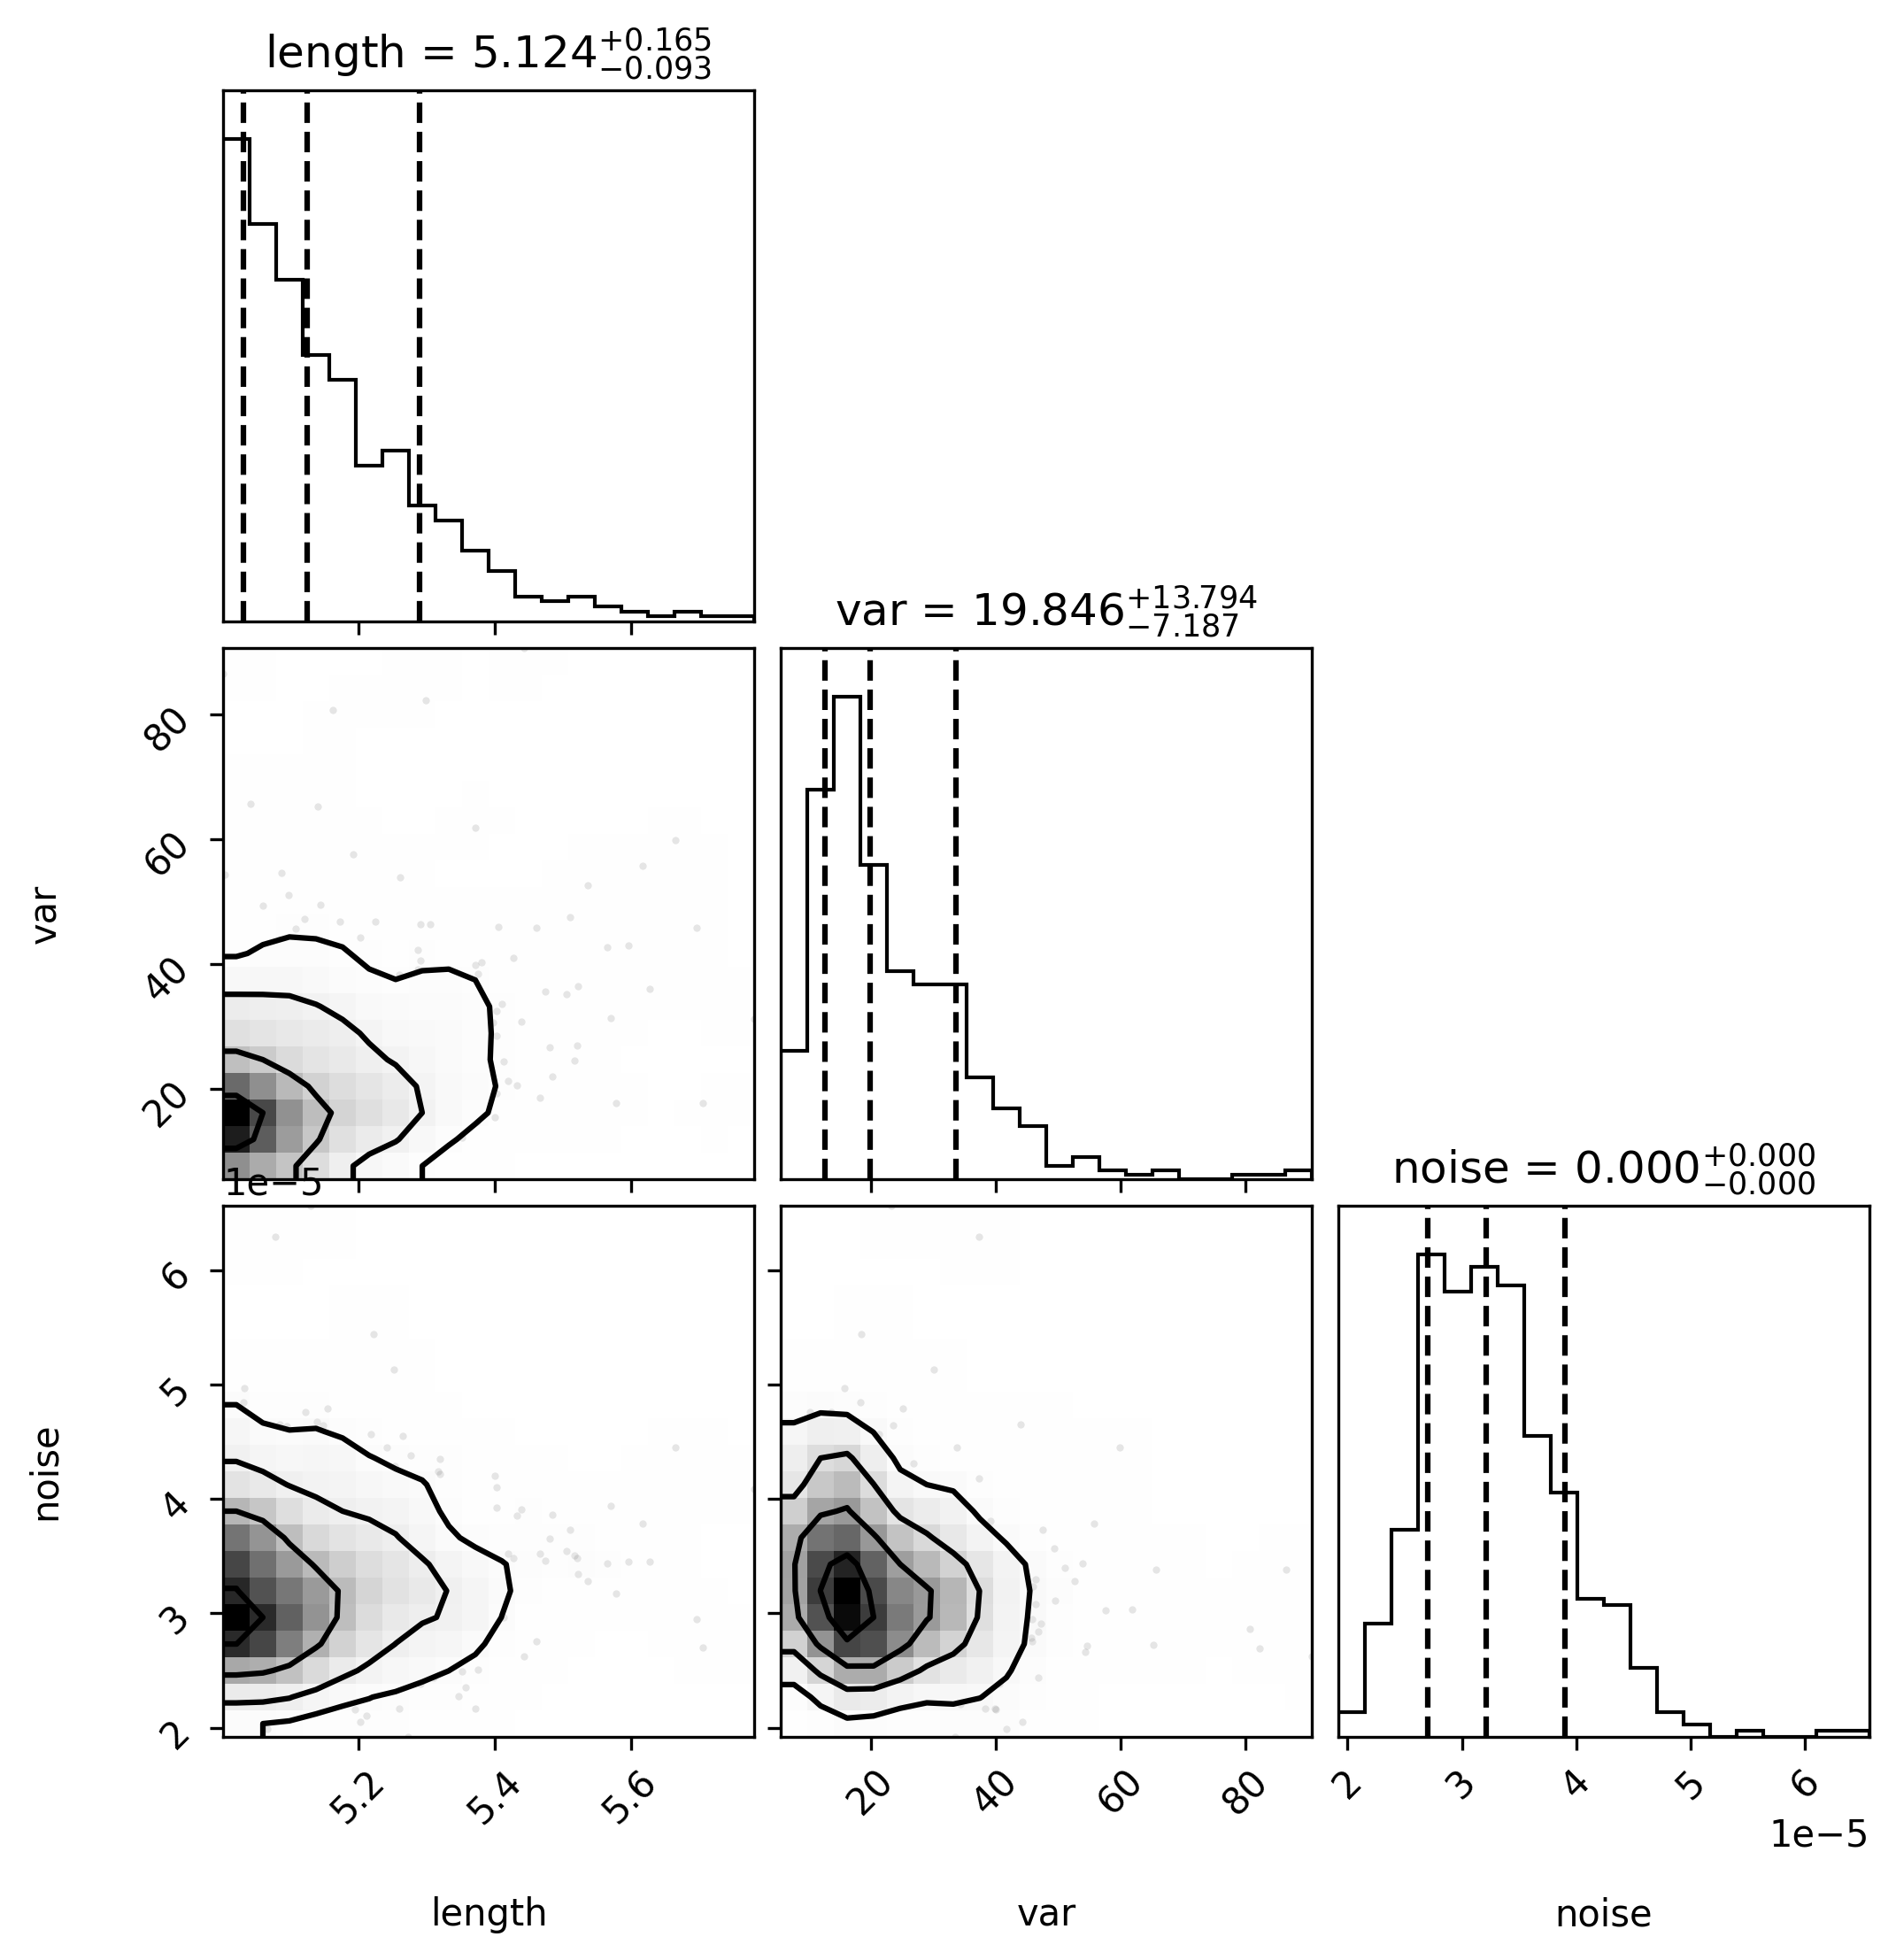 length = 5.124 +0.165 −0.093
var = 19.846 +13.794 −7.187
80
60
40
20
var
1e−5
noise = 0.000 +0.000 −0.000
6
5
4
3
2
noise
5.2 5.4 5.6
20 40 60 80
2 3 4 5 6
1e−5
length var noise